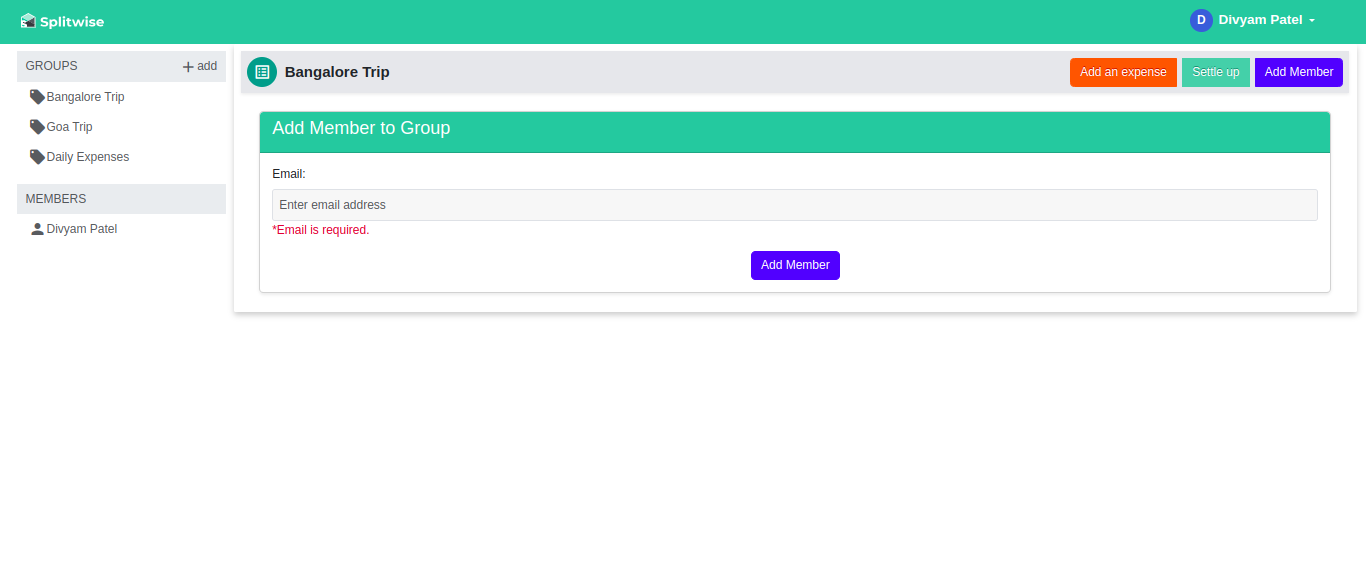 Splitwise
D Divyam Patel
GROUPS
add
Bangalore Trip
Goa Trip
Daily Expenses
MEMBERS
Divyam Patel
Bangalore Trip
Add an expense
Settle up
Add Member
Add Member to Group
Email:
Enter email address
*Email is required.
Add Member